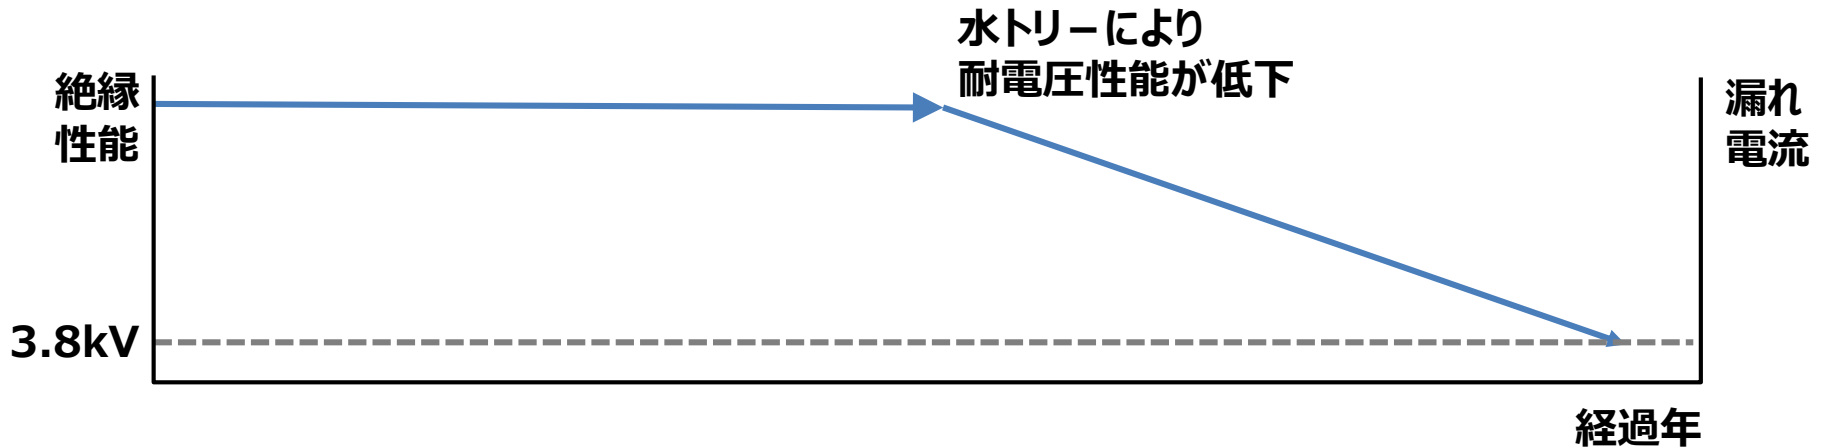 水トリーにより
耐電圧性能が低下
絶縁
性能
漏れ
電流
3.8kV
経過年